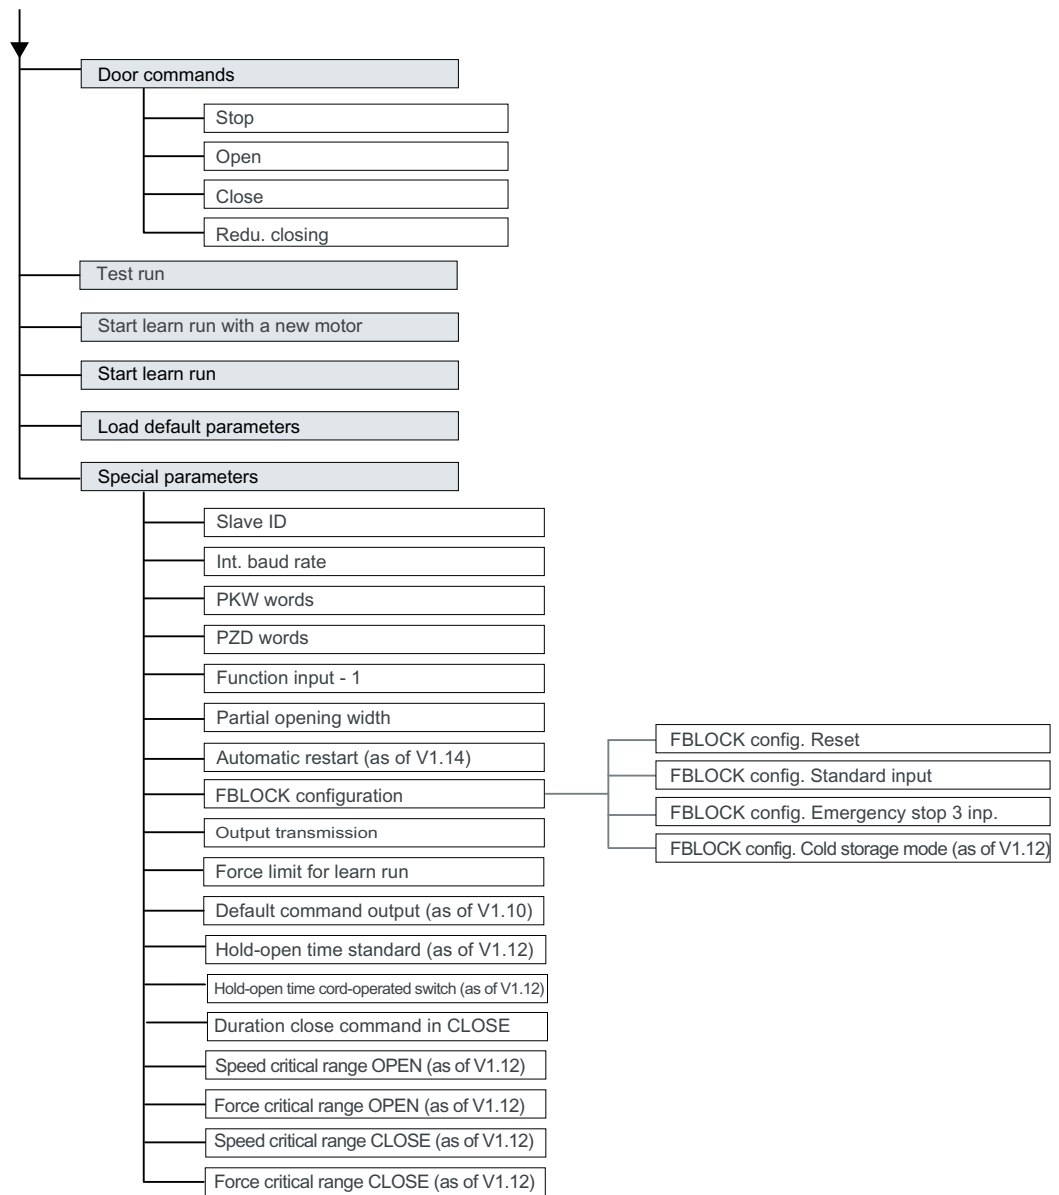 Door commands
Stop
Open
Close
Redu. closing
Test run
Start learn run with a new motor
Start learn run
Load default parameters
Special parameters
Slave ID
Int. baud rate
PKW words
PZD words
Function input - 1
Partial opening width
Automatic restart (as of V1.14)
FBLOCK configuration
FBLOCK config. Reset
FBLOCK config. Standard input
FBLOCK config. Emergency stop 3 inp.
FBLOCK config. Cold storage mode (as of V1.12)
Output transmission
Force limit for learn run
Default command output (as of V1.10)
Hold-open time standard (as of V1.12)
Hold-open time cord-operated switch (as of V1.12)
Duration close command in CLOSE
Speed critical range OPEN (as of V1.12)
Force critical range OPEN (as of V1.12)
Speed critical range CLOSE (as of V1.12)
Force critical range CLOSE (as of V1.12)